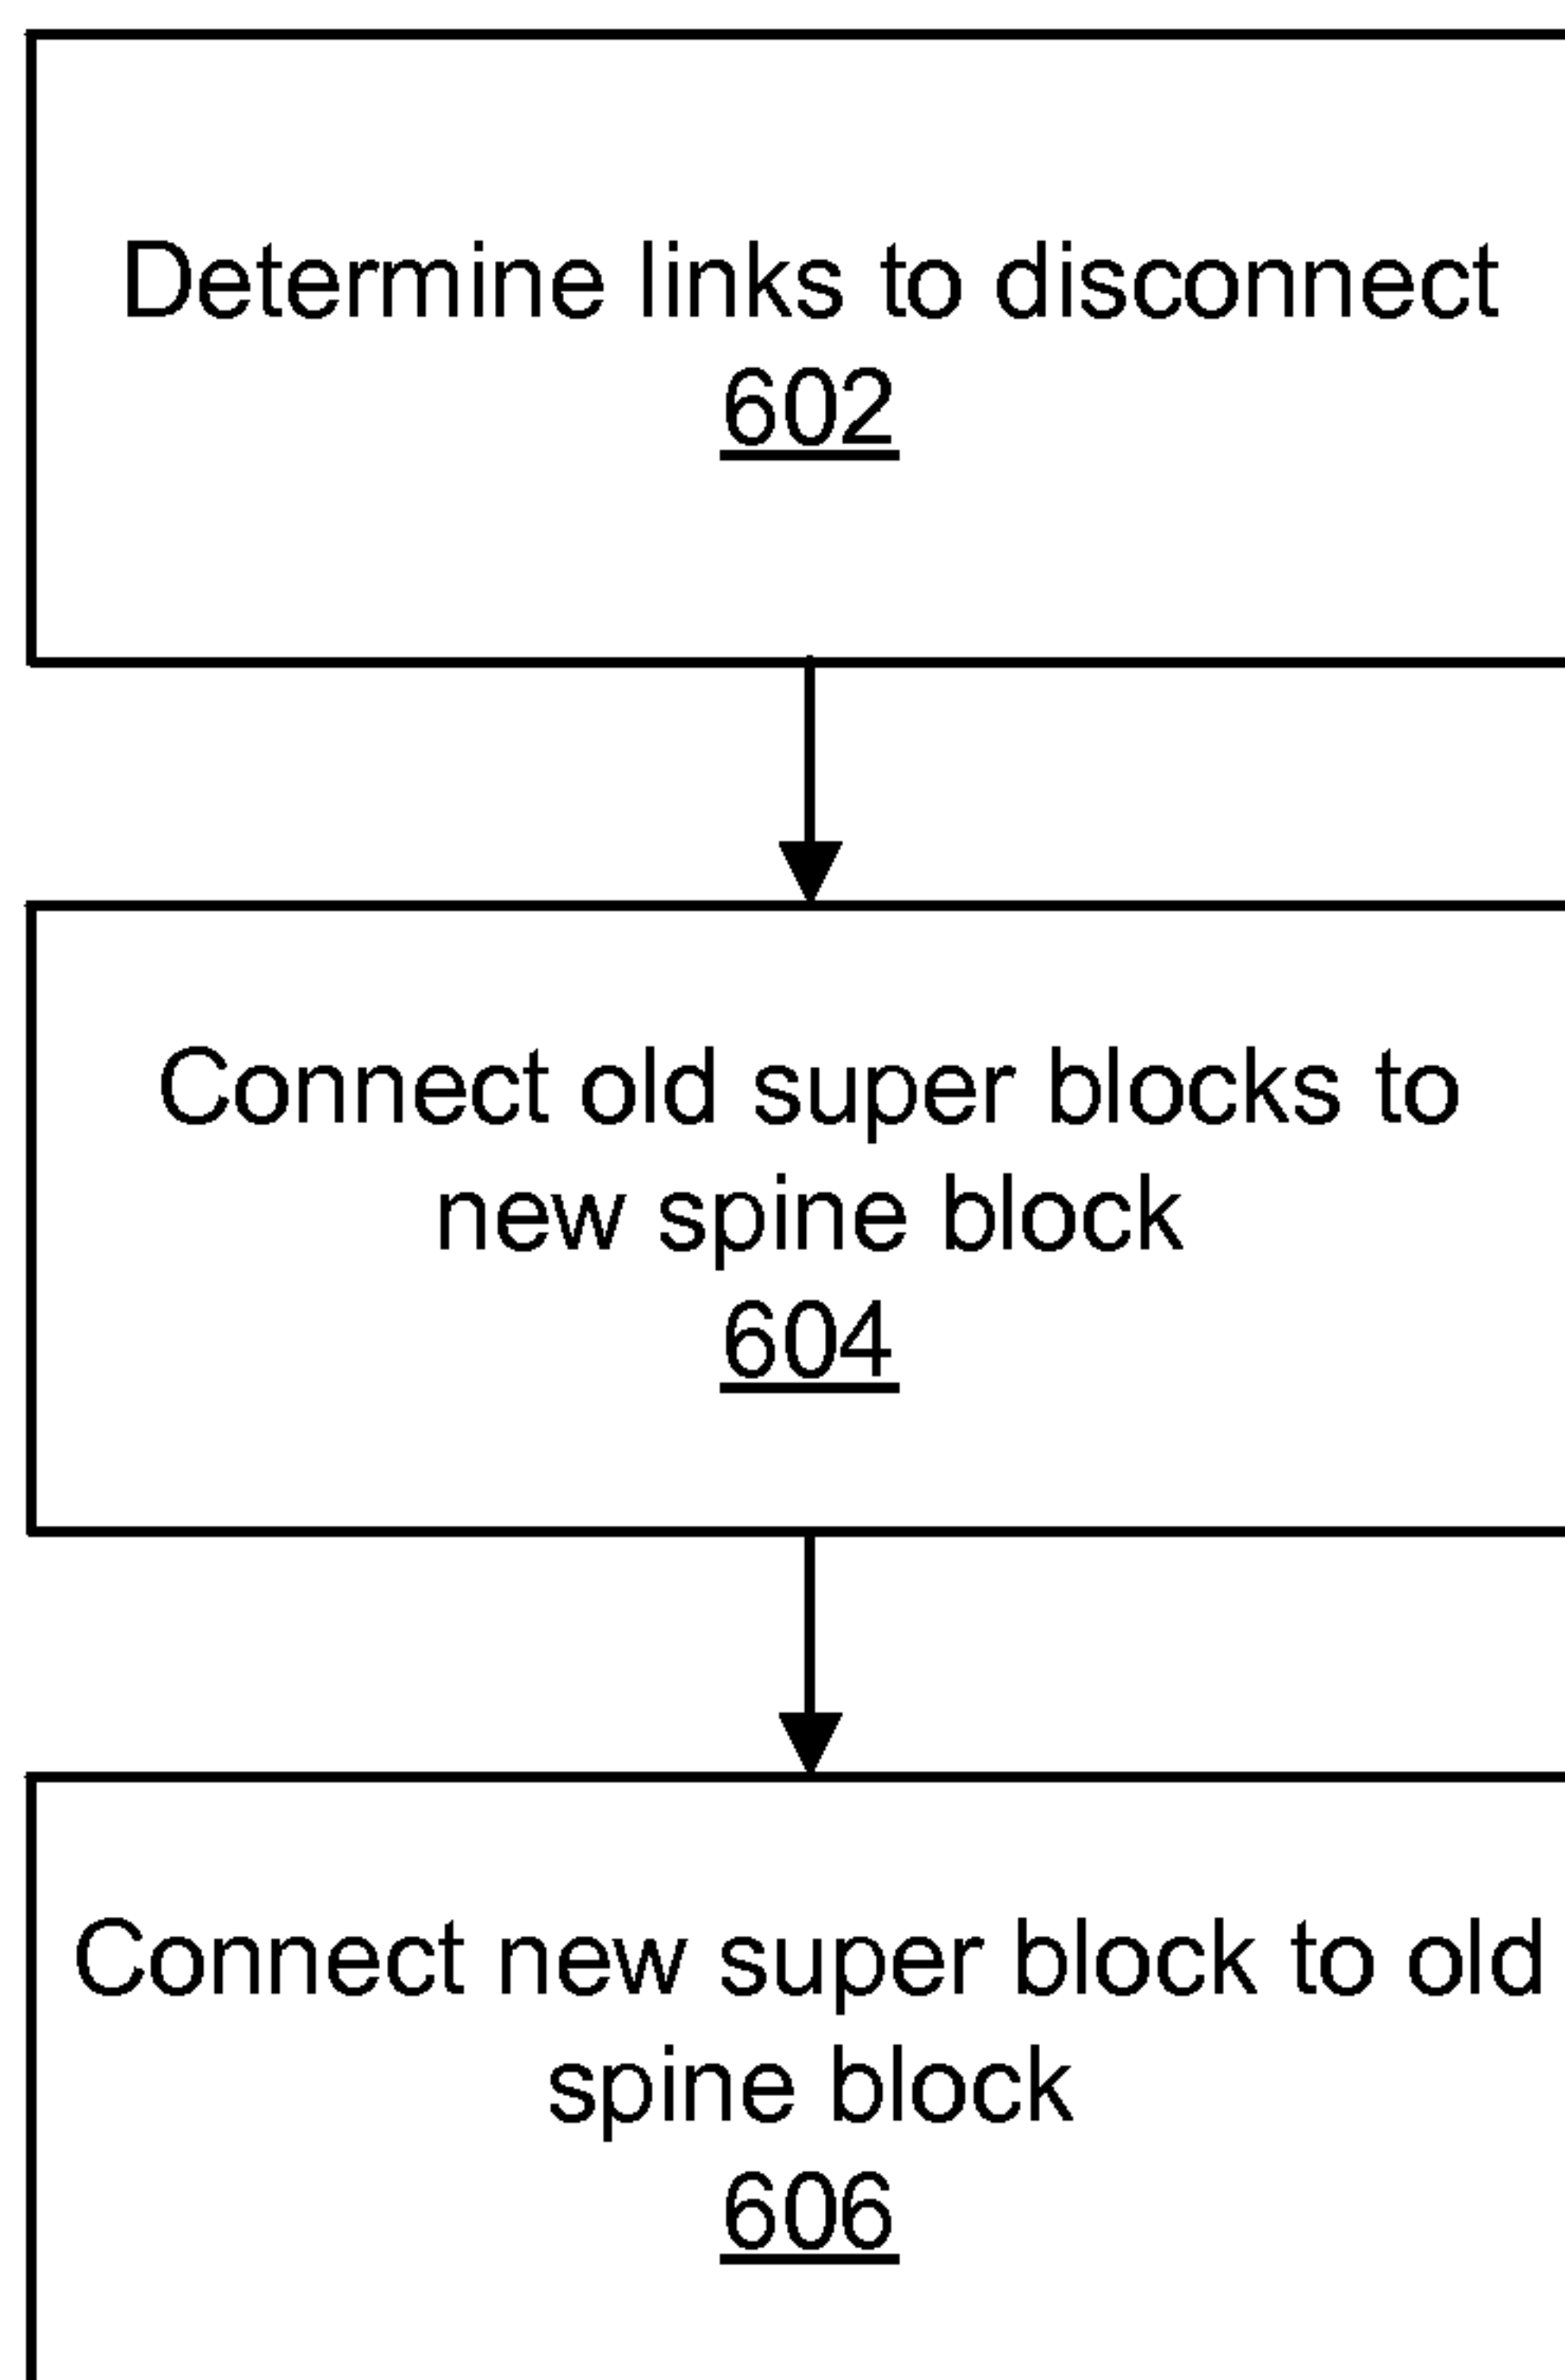 Determine links to disconnect
602
Connect old super blocks to
new spine block
604
Connect new super block to old
spine block
606